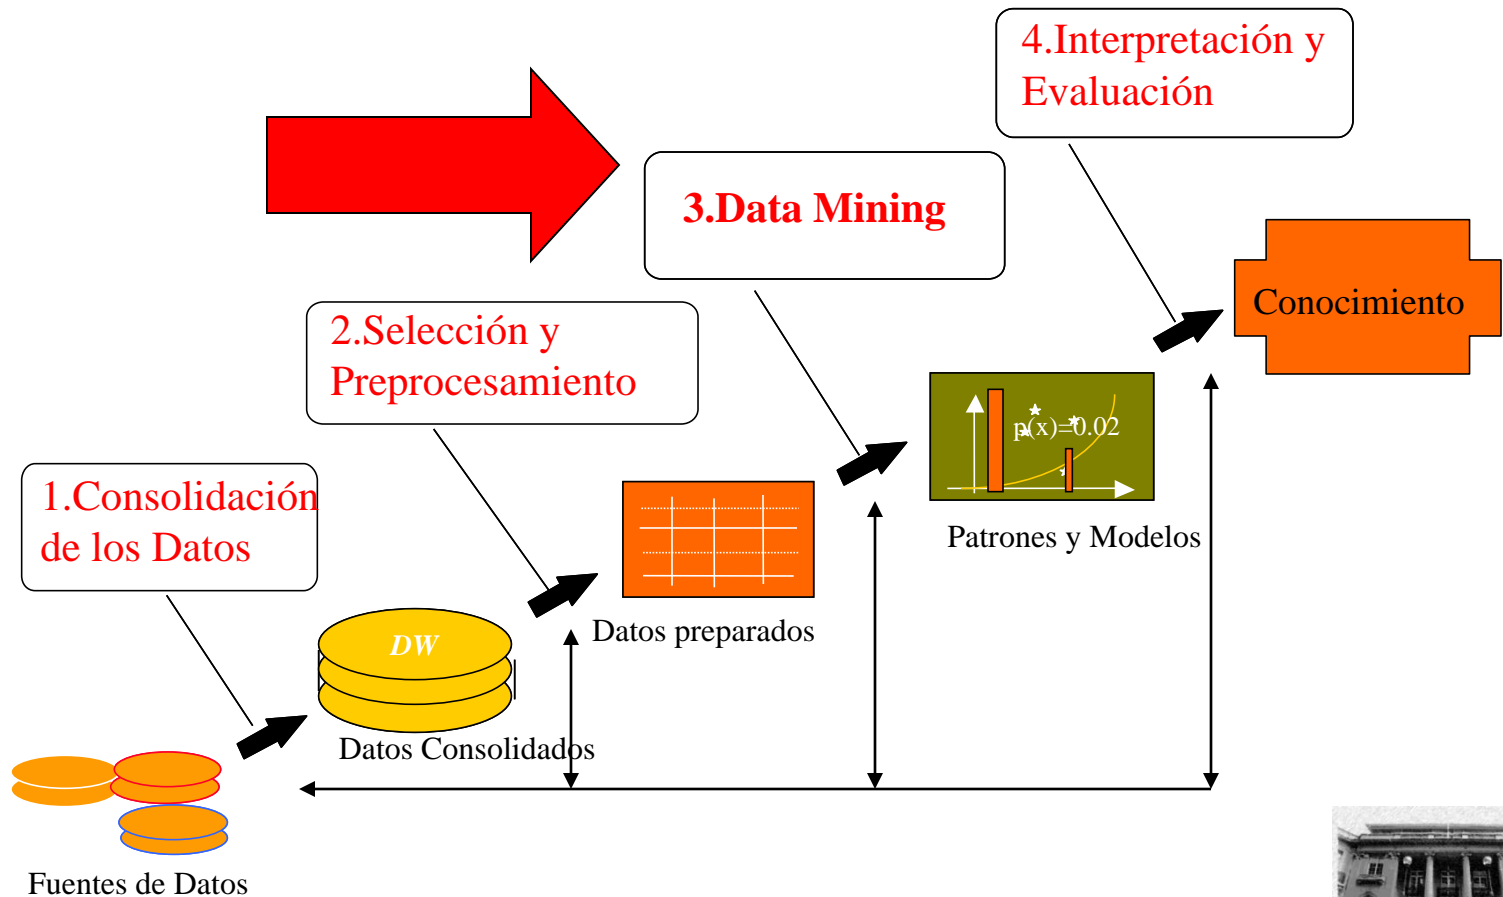 4.Interpretación y
Evaluación
3.Data Mining
Conocimiento
2.Selección y
Preprocesamiento
p(x)=0.02
Patrones y Modelos
1.Consolidación
de los Datos
Datos preparados
DW
Datos Consolidados
Fuentes de Datos